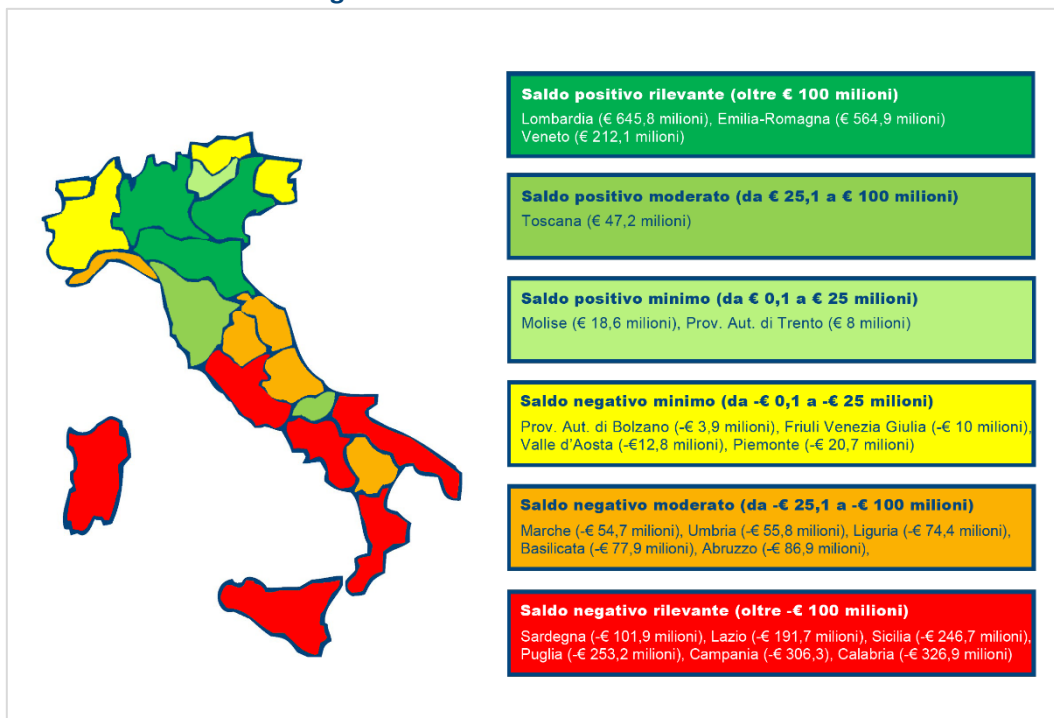 Saldo positivo rilevante (oltre € 100 milioni)
Lombardia (€ 645,8 milioni), Emilia-Romagna (€ 564,9 milioni)
Veneto (€ 212,1 milioni)
Saldo positivo moderato (da € 25,1 a € 100 milioni)
Toscana (€ 47,2 milioni)
Saldo positivo minimo (da € 0,1 a € 25 milioni)
Molise (€ 18,6 milioni), Prov. Aut. di Trento (€ 8 milioni)
Saldo negativo minimo (da -€ 0,1 a -€ 25 milioni)
Prov. Aut. di Bolzano (-€ 3,9 milioni), Friuli Venezia Giulia (-€ 10 milioni),
Valle d'Aosta (-€12,8 milioni), Piemonte (-€ 20,7 milioni)
Saldo negativo moderato (da -€ 25,1 a -€ 100 milioni)
Marche (-€ 54,7 milioni), Umbria (-€ 55,8 milioni), Liguria (-€ 74,4 milioni),
Basilicata (-€ 77,9 milioni), Abruzzo (-€ 86,9 milioni),
Saldo negativo rilevante (oltre -€ 100 milioni)
Sardegna (-€ 101,9 milioni), Lazio (-€ 191,7 milioni), Sicilia (-€ 246,7 milioni),
Puglia (-€ 253,2 milioni), Campania (-€ 306,3), Calabria (-€ 326,9 milioni)